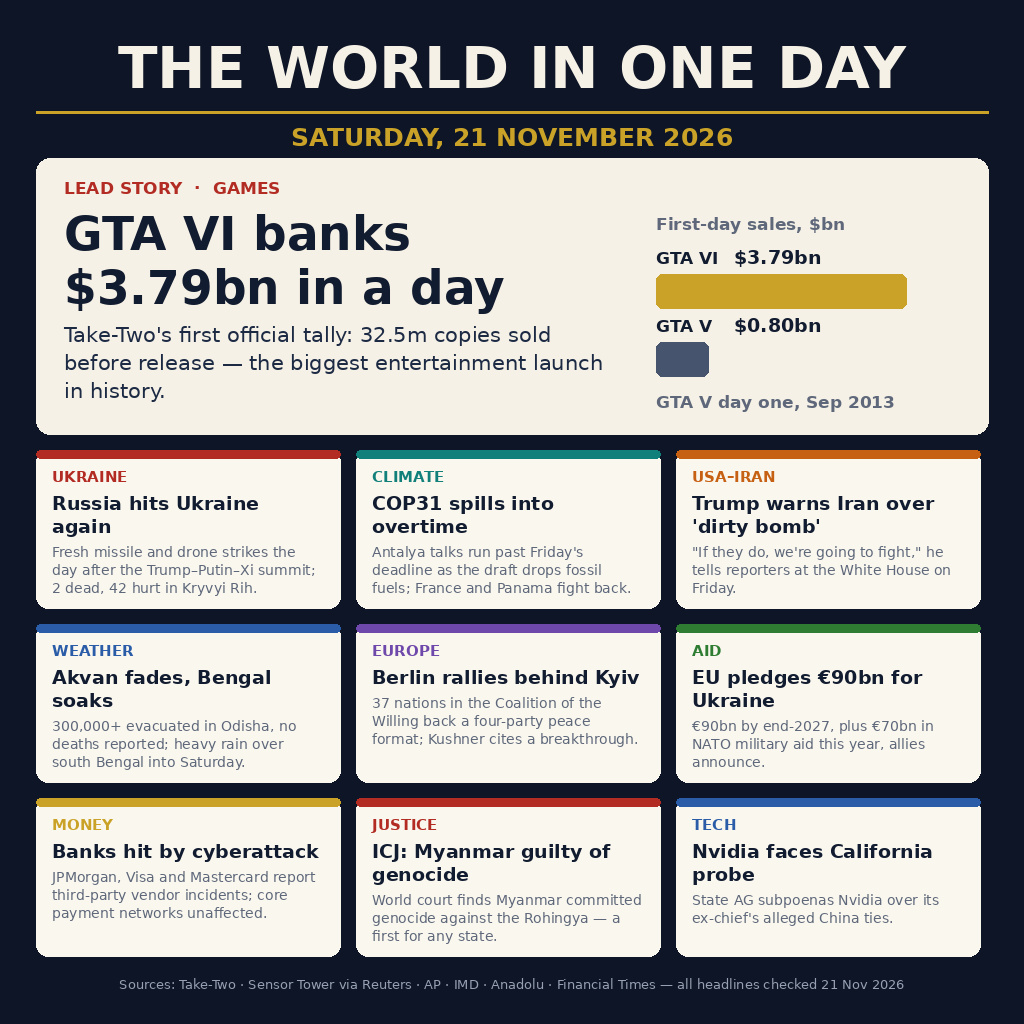 THE WORLD IN ONE DAY
SATURDAY, 21 NOVEMBER 2026
LEAD STORY · GAMES
GTA VI banks
$3.79bn in a day
Take-Two's first official tally: 32.5m copies sold
before release — the biggest entertainment launch
in history.
First-day sales, $bn
GTA VI $3.79bn
GTA V $0.80bn
GTA V day one, Sep 2013
UKRAINE
Russia hits Ukraine
again
Fresh missile and drone strikes the
day after the Trump–Putin–Xi summit;
2 dead, 42 hurt in Kryvyi Rih.
CLIMATE
COP31 spills into
overtime
Antalya talks run past Friday's
deadline as the draft drops fossil
fuels; France and Panama fight back.
USA–IRAN
Trump warns Iran over
'dirty bomb'
"If they do, we're going to fight," he
tells reporters at the White House on
Friday.
WEATHER
Akvan fades, Bengal
soaks
300,000+ evacuated in Odisha, no
deaths reported; heavy rain over
south Bengal into Saturday.
EUROPE
Berlin rallies behind Kyiv
37 nations in the Coalition of the
Willing back a four-party peace
format; Kushner cites a breakthrough.
AID
EU pledges €90bn for
Ukraine
€90bn by end-2027, plus €70bn in
NATO military aid this year, allies
announce.
MONEY
Banks hit by cyberattack
JPMorgan, Visa and Mastercard report
third-party vendor incidents; core
payment networks unaffected.
JUSTICE
ICJ: Myanmar guilty of
genocide
World court finds Myanmar committed
genocide against the Rohingya — a
first for any state.
TECH
Nvidia faces California
probe
State AG subpoenas Nvidia over its
ex-chief's alleged China ties.
Sources: Take-Two · Sensor Tower via Reuters · AP · IMD · Anadolu · Financial Times — all headlines checked 21 Nov 2026